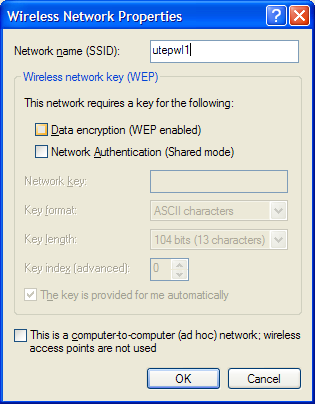 Wireless Network Properties
Network name (SSID): utepwl1
Wireless network key (WEP)
This network requires a key for the following:
Data encryption (WEP enabled)
Network Authentication (Shared mode)
Network key:
Key format: ASCII characters
Key length: 104 bits (13 characters)
Key index (advanced): 0
The key is provided for me automatically
This is a computer-to-computer (ad hoc) network; wireless
access points are not used
OK Cancel